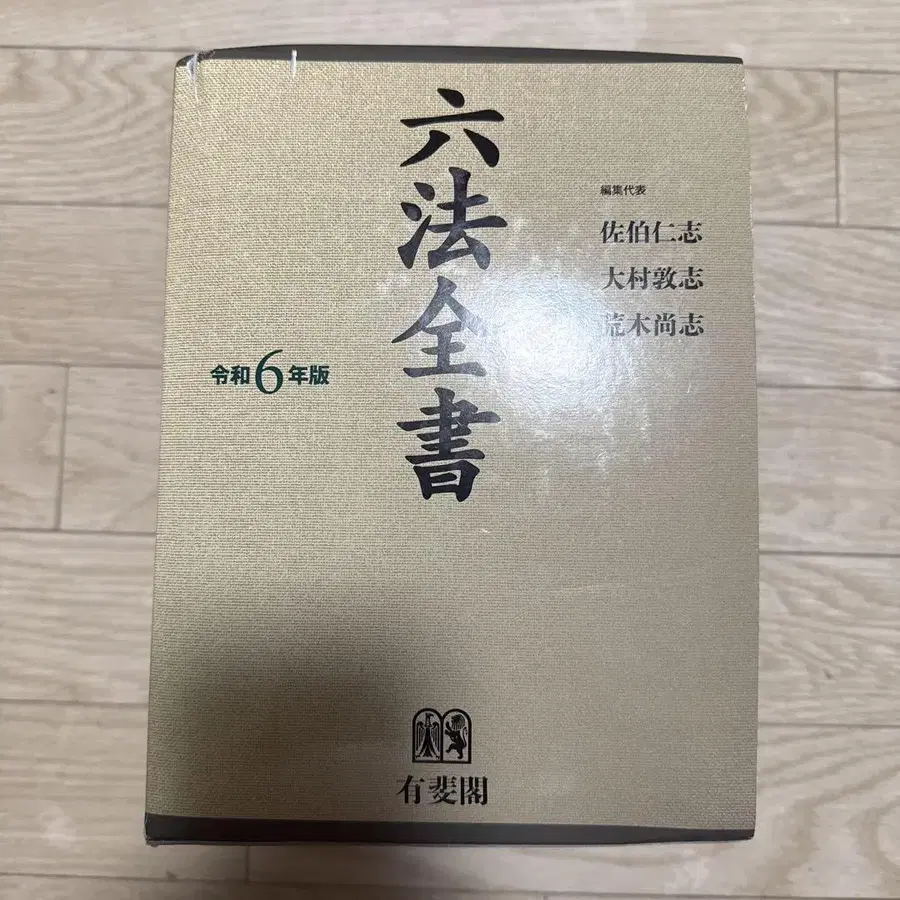 六法全書
編集代表
佐伯仁志
大村敦志
荒木尚志
令和6年版
有斐閣